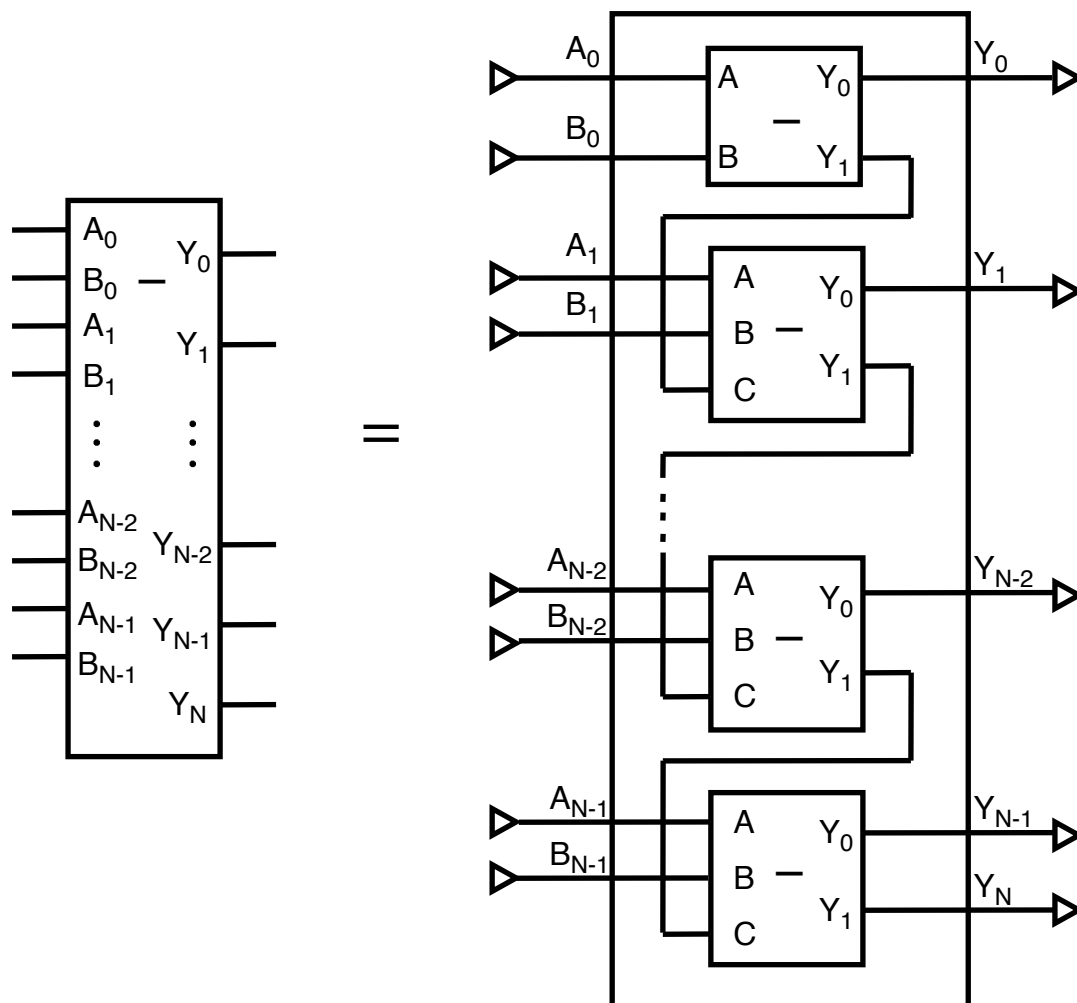 A0
B0 −
A1
B1
⋮
AN-2
BN-2
AN-1
BN-1
Y0
Y1
⋮
YN-2
YN-1
YN
=
A0
B0
A Y0
−
B Y1
Y0
A1
B1
A Y0
B −
Y1
C
Y1
AN-2
BN-2
A Y0
B −
Y1
C
YN-2
AN-1
BN-1
A Y0
B −
Y1
C
YN-1
YN